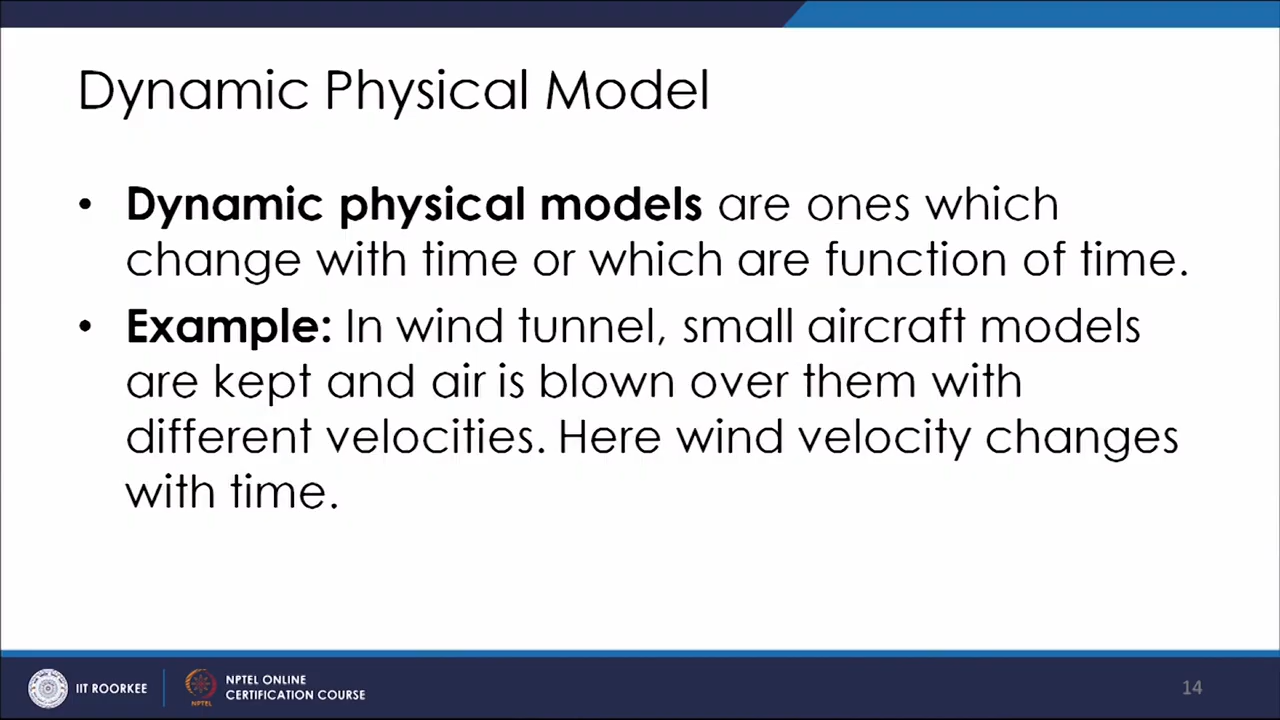 Dynamic Physical Model
• Dynamic physical models are ones which
change with time or which are function of time.
• Example: In wind tunnel, small aircraft models
are kept and air is blown over them with
different velocities. Here wind velocity changes
with time.
IIT ROORKEE
NPTEL
NPTEL ONLINE
CERTIFICATION COURSE
14